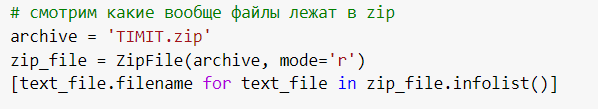 # смотрим какие вообще файлы лежат в zip
archive = 'TIMIT.zip'
zip_file = ZipFile(archive, mode='r')
[text_file.filename for text_file in zip_file.infolist()]